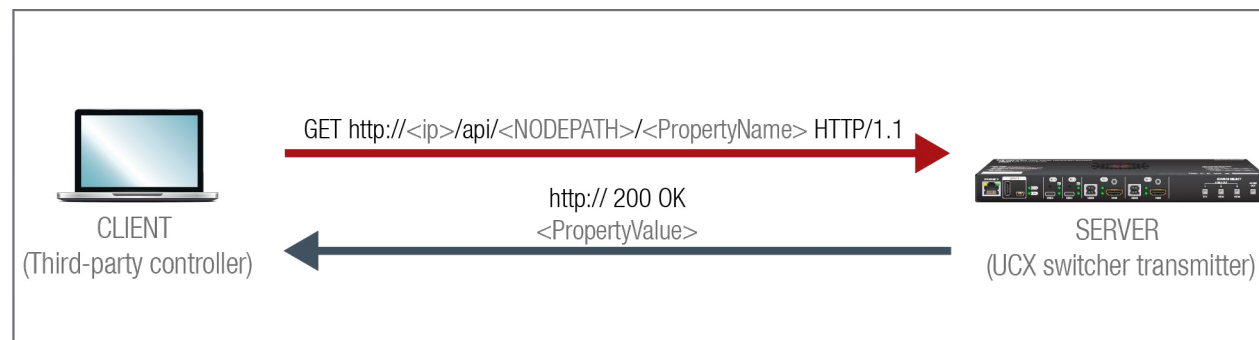 GET http://<ip>/api/<NODEPATH>/<PropertyName> HTTP/1.1
http:// 200 OK
<PropertyValue>
CLIENT
(Third-party controller)
SERVER
(UCX switcher transmitter)